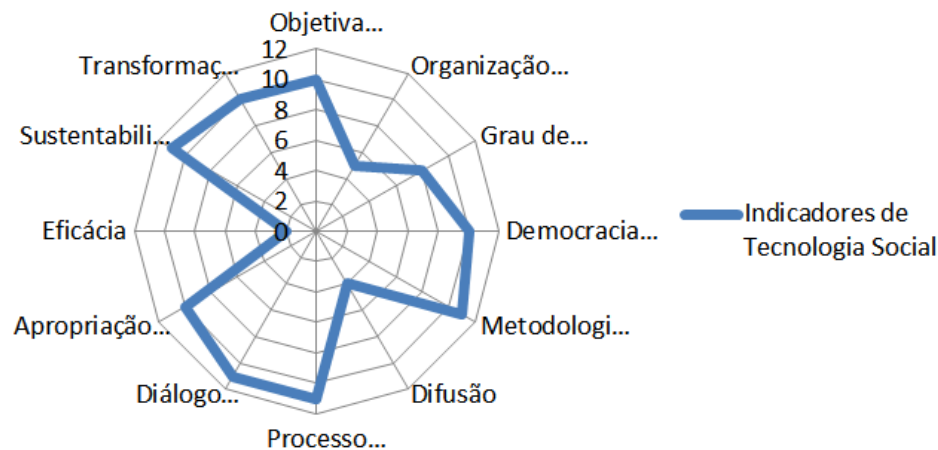 Objetiva...
Organização...
Grau de...
Democracia...
Metodologi...
Difusão
Processo...
Diálogo...
Apropriação...
Eficácia
Sustentabili...
Transformaç...
12
10
8
6
4
2
0
Indicadores de
Tecnologia Social